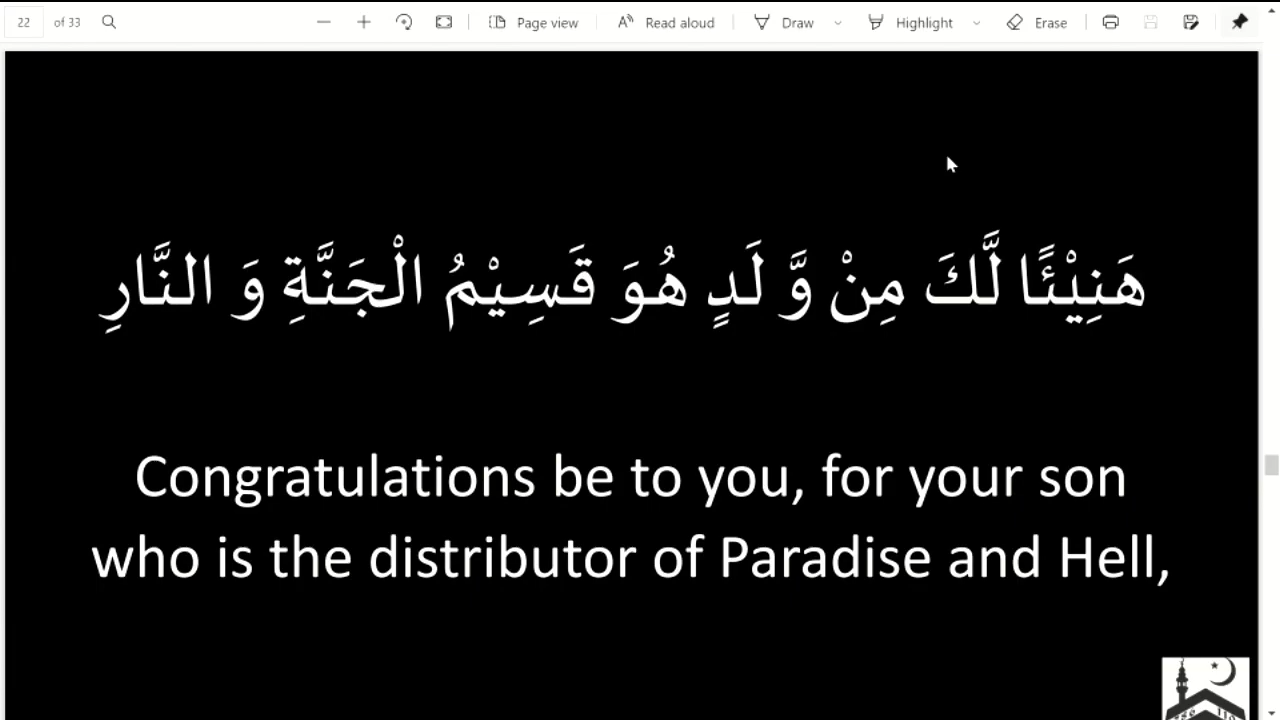 22 of 33 Page view Read aloud Draw Highlight Erase
هَنِيْئًا لَّكَ مِنْ وَّ لَدٍ هُوَ قَسِيْمُ الْجَنَّةِ وَ النَّارِ
Congratulations be to you, for your son
who is the distributor of Paradise and Hell,